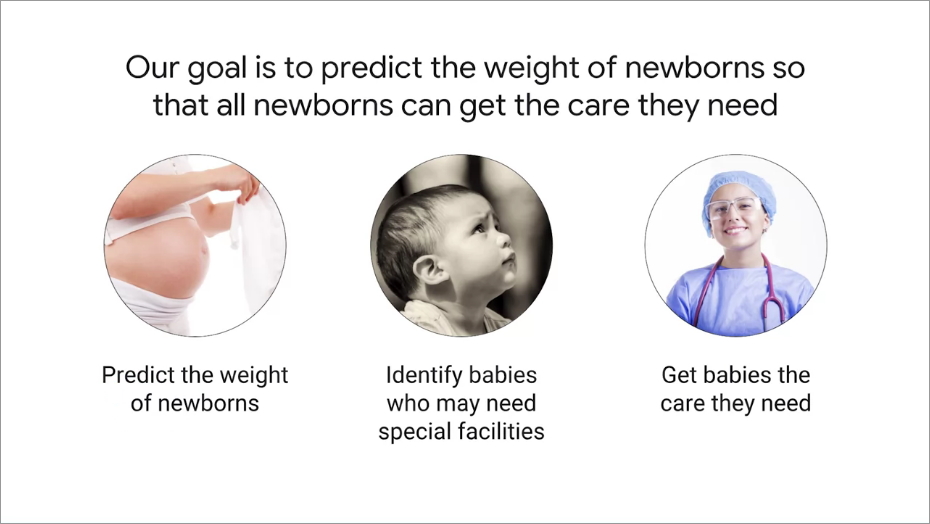 Our goal is to predict the weight of newborns so
that all newborns can get the care they need
Predict the weight
of newborns
Identify babies
who may need
special facilities
Get babies the
care they need